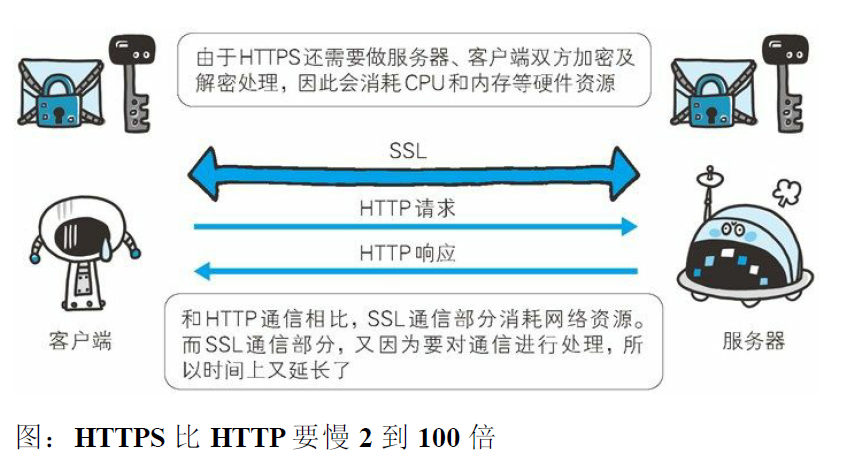 由于HTTPS还需要做服务器、客户端双方加密及
解密处理，因此会消耗CPU和内存等硬件资源
SSL
HTTP请求
HTTP响应
客户端
服务器
和HTTP通信相比，SSL通信部分消耗网络资源。
而SSL通信部分，又因为要对通信进行处理，所
以时间上又延长了
图：HTTPS 比 HTTP 要慢 2 到 100 倍